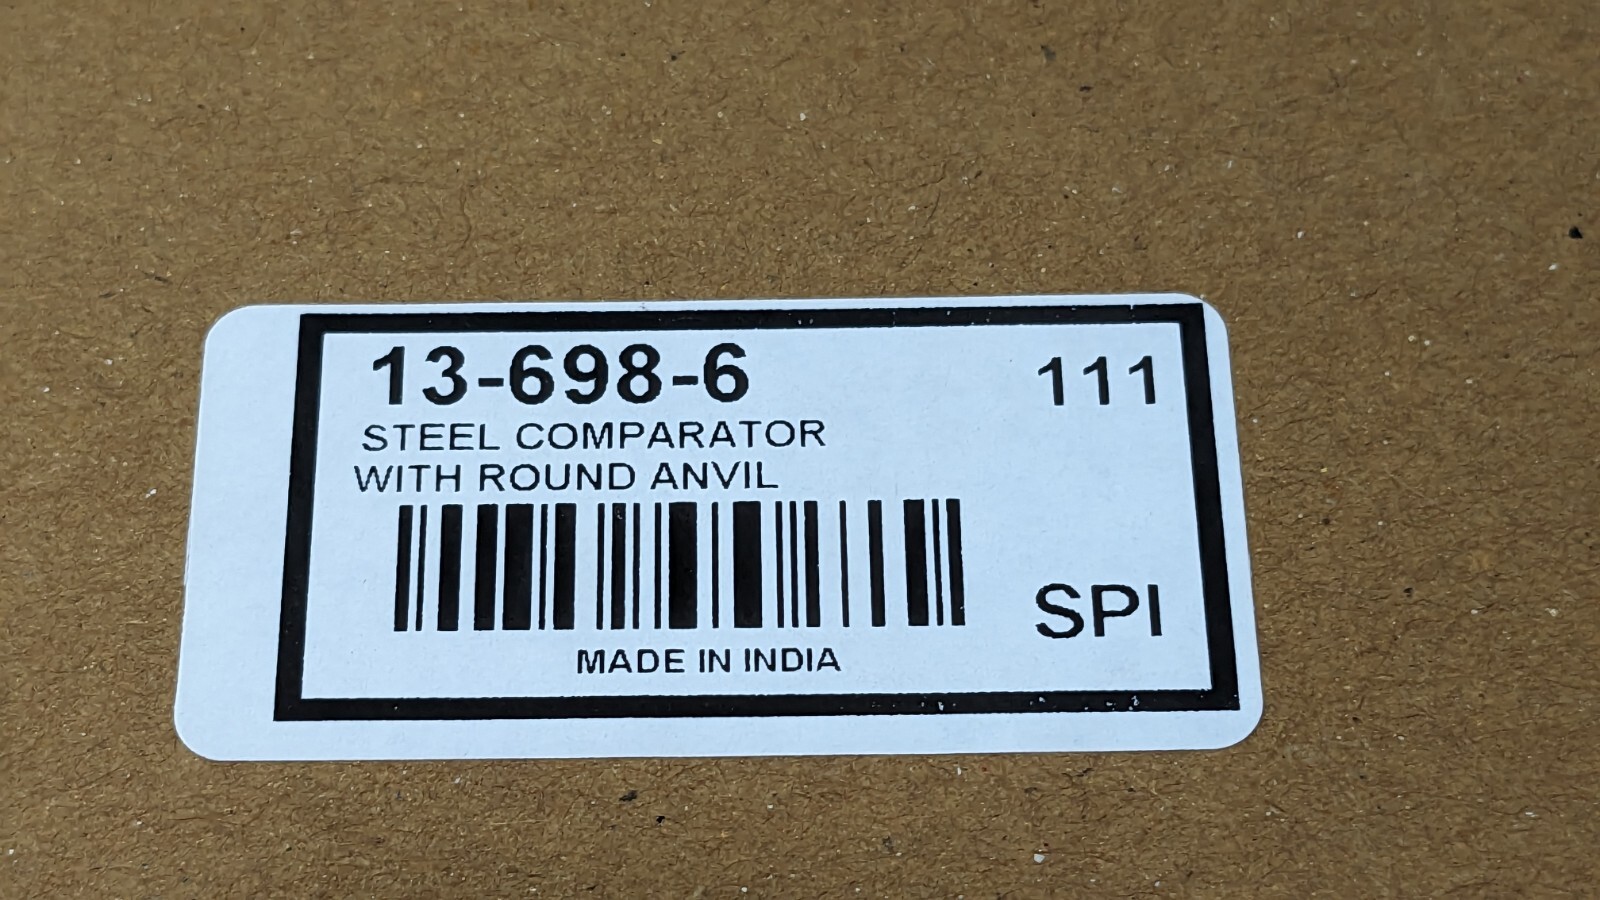 13-698-6 111
STEEL COMPARATOR
WITH ROUND ANVIL
SPI
MADE IN INDIA